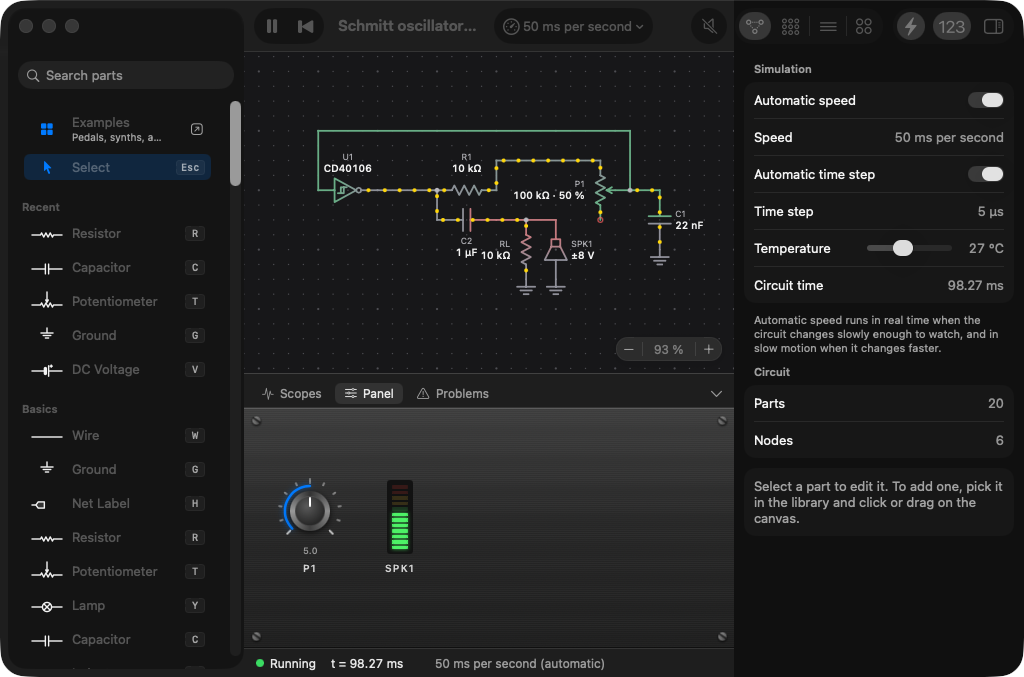 Schmitt oscillator…
50 ms per second
123
Search parts
Examples
Pedals, synths, a…
Select
Esc
Recent
Resistor
R
Capacitor
C
Potentiometer
T
Ground
G
DC Voltage
V
Basics
Wire
W
Ground
G
Net Label
H
Resistor
R
Potentiometer
T
Lamp
Y
Capacitor
C
U1
CD40106
R1
10 kΩ
P1
100 kΩ · 50 %
C1
22 nF
C2
1 µF
RL
10 kΩ
SPK1
±8 V
93 %
Scopes
Panel
Problems
5.0
P1
SPK1
Running
t = 98.27 ms
50 ms per second (automatic)
Simulation
Automatic speed
Speed
50 ms per second
Automatic time step
Time step
5 µs
Temperature
27 °C
Circuit time
98.27 ms
Automatic speed runs in real time when the
circuit changes slowly enough to watch, and in
slow motion when it changes faster.
Circuit
Parts
20
Nodes
6
Select a part to edit it. To add one, pick it
in the library and click or drag on the
canvas.